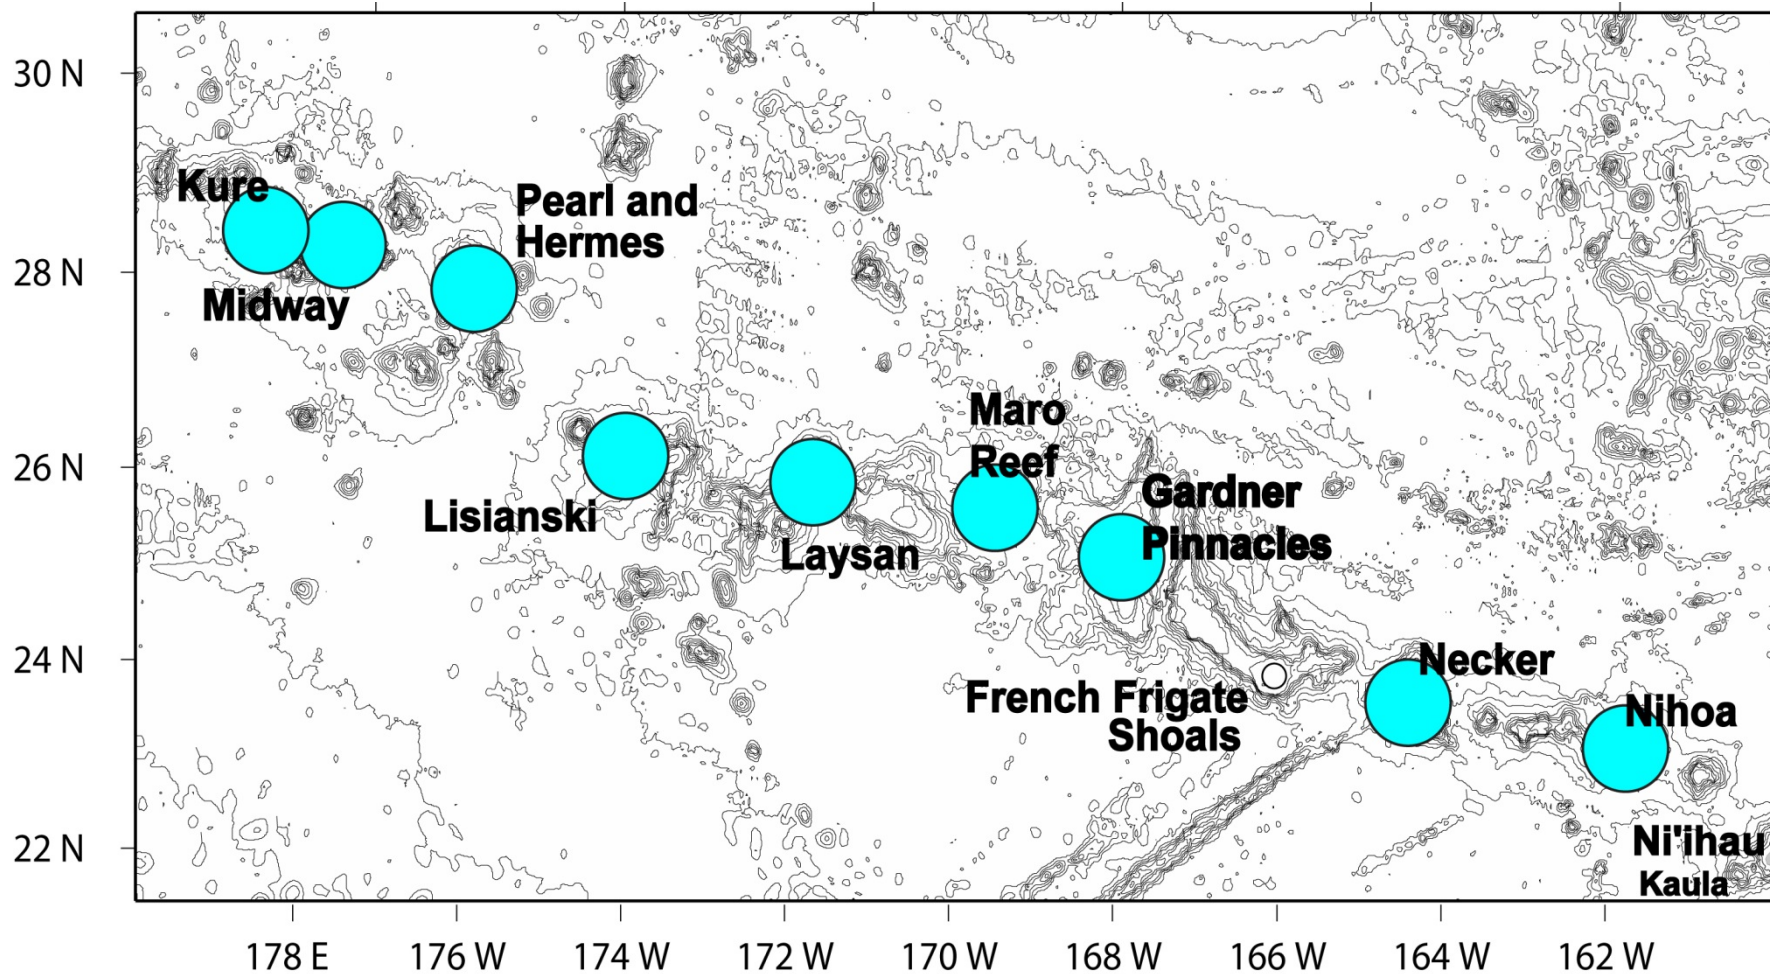 30 N
Kure
Pearl and
Hermes
28 N
Midway
Maro
Reef
26 N
Gardner
Pinnacles
Lisianski
Laysan
24 N
Necker
French Frigate
Shoals
Nihoa
22 N
Ni'ihau
Kaula
178 E 176 W 174 W 172 W 170 W 168 W 166 W 164 W 162 W